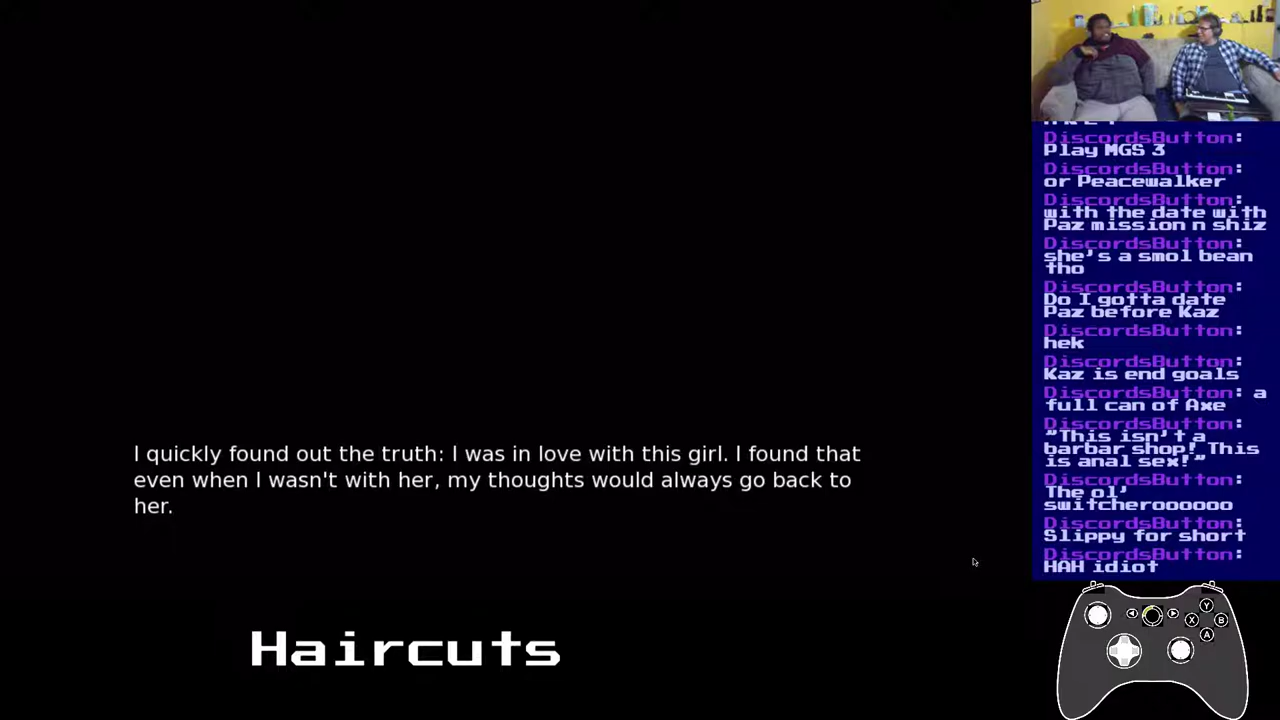 I quickly found out the truth: I was in love with this girl. I found that
even when I wasn't with her, my thoughts would always go back to
her.
Haircuts
DiscordsButton:
Play MGS 3
DiscordsButton:
or Peacewalker
DiscordsButton:
with the date with
Paz mission n shiz
DiscordsButton:
she's a smol bean
tho
DiscordsButton:
Do I gotta date
Paz before Kaz
DiscordsButton:
hek
DiscordsButton:
Kaz is end goals
DiscordsButton: a
full can of Axe
DiscordsButton:
"This isn't a
barbar shop! This
is anal sex!"
DiscordsButton:
The ol'
switcheroooooo
DiscordsButton:
Slippy for short
DiscordsButton:
HAH idiot
Y
X B
A